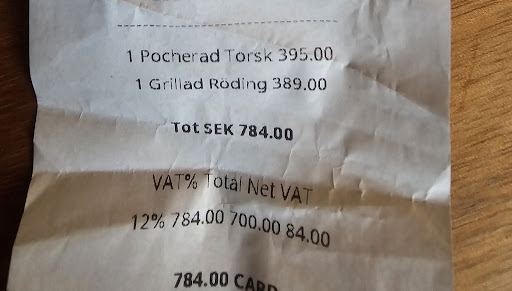 1 Pocherad Torsk 395.00
1 Grillad Röding 389.00
Tot SEK 784.00
VAT% Total Net VAT
12% 784.00 700.00 84.00
784.00 CARD